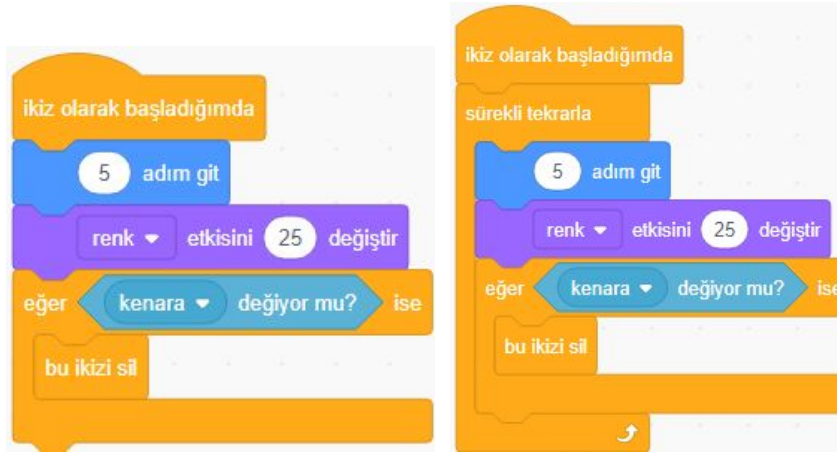 ikiz olarak başladığımda
5 adım git
renk etkisini 25 değiştir
eğer kenara değiyor mu? ise
bu ikizi sil
ikiz olarak başladığımda
sürekli tekrarla
5 adım git
renk etkisini 25 değiştir
eğer kenara değiyor mu? ise
bu ikizi sil